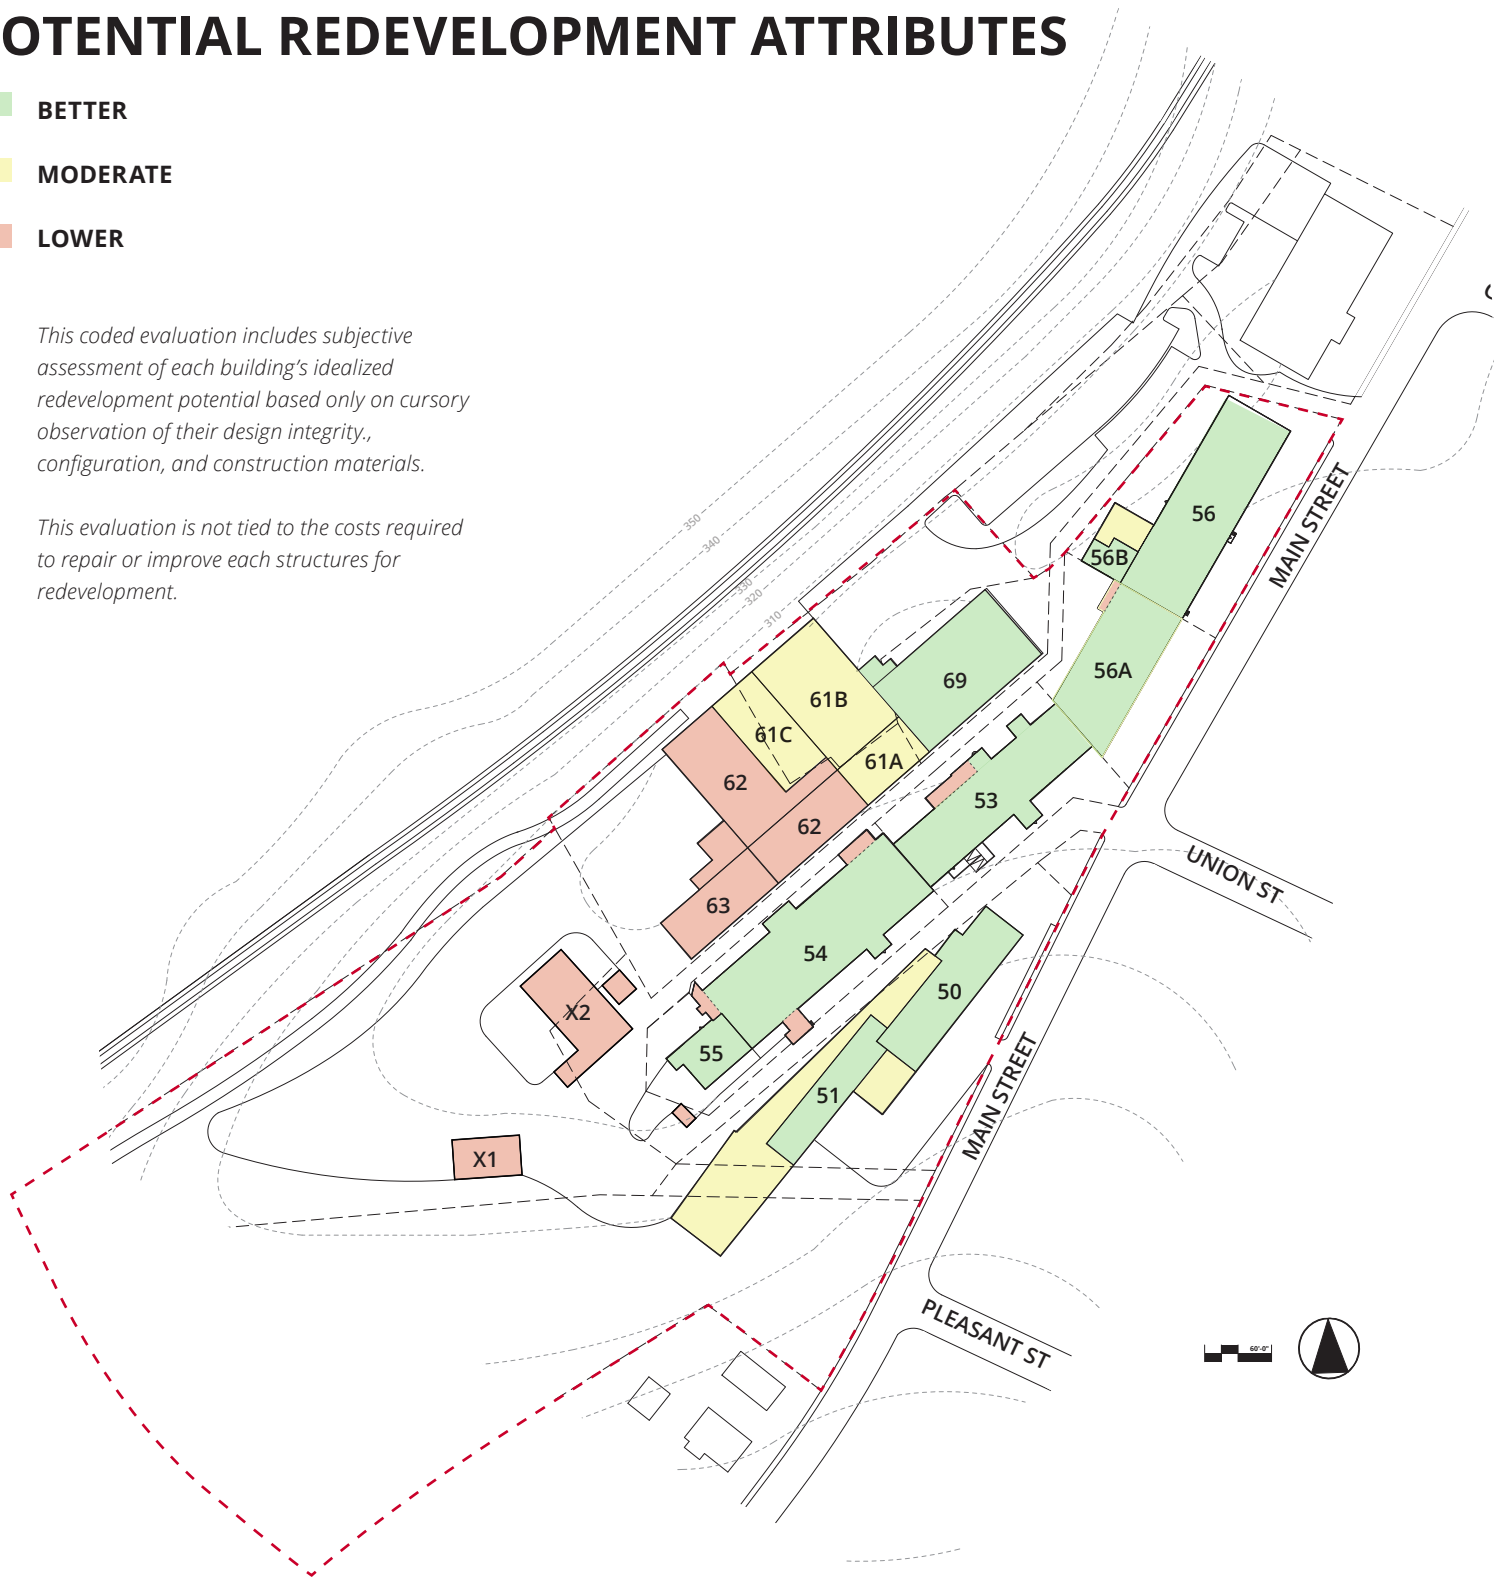 OTENTIAL REDEVELOPMENT ATTRIBUTES
BETTER
MODERATE
LOWER
This coded evaluation includes subjective
assessment of each building’s idealized
redevelopment potential based only on cursory
observation of their design integrity.,
configuration, and construction materials.
This evaluation is not tied to the costs required
to repair or improve each structures for
redevelopment.
350
340
330
320
310
56
56B
56A
MAIN STREET
69
61B
61C
61A
62
62
63
53
54
55
50
51
X2
X1
UNION ST
MAIN STREET
PLEASANT ST
60'-0"